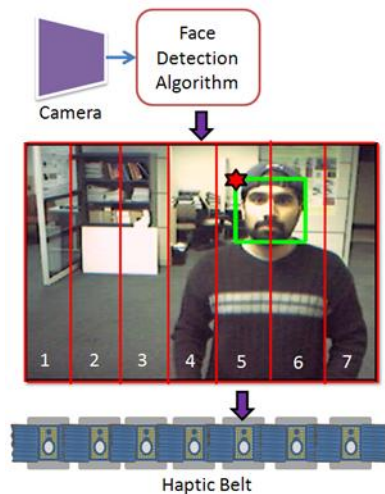 Face
Detection
Algorithm
Camera
1 2 3 4 5 6 7
Haptic Belt